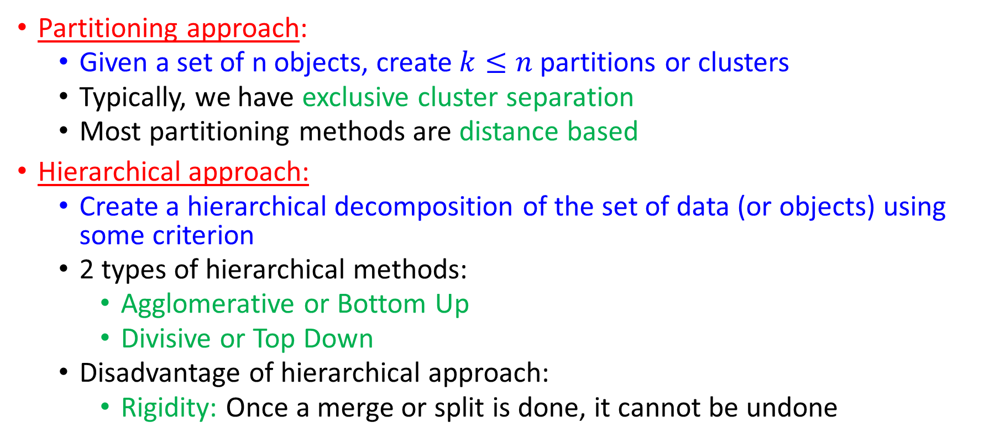 • Partitioning approach:
• Given a set of n objects, create k ≤ n partitions or clusters
• Typically, we have exclusive cluster separation
• Most partitioning methods are distance based
• Hierarchical approach:
• Create a hierarchical decomposition of the set of data (or objects) using
some criterion
• 2 types of hierarchical methods:
• Agglomerative or Bottom Up
• Divisive or Top Down
• Disadvantage of hierarchical approach:
• Rigidity: Once a merge or split is done, it cannot be undone